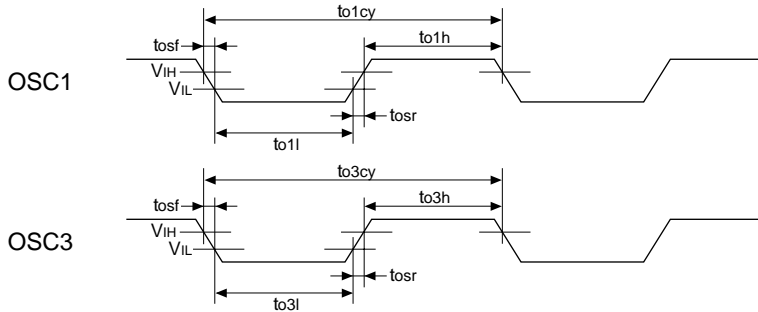 to1cy
tosf
to1h
VIH
OSC1
VIL
tosr
to1l
to3cy
tosf
to3h
VIH
OSC3
VIL
tosr
to3l